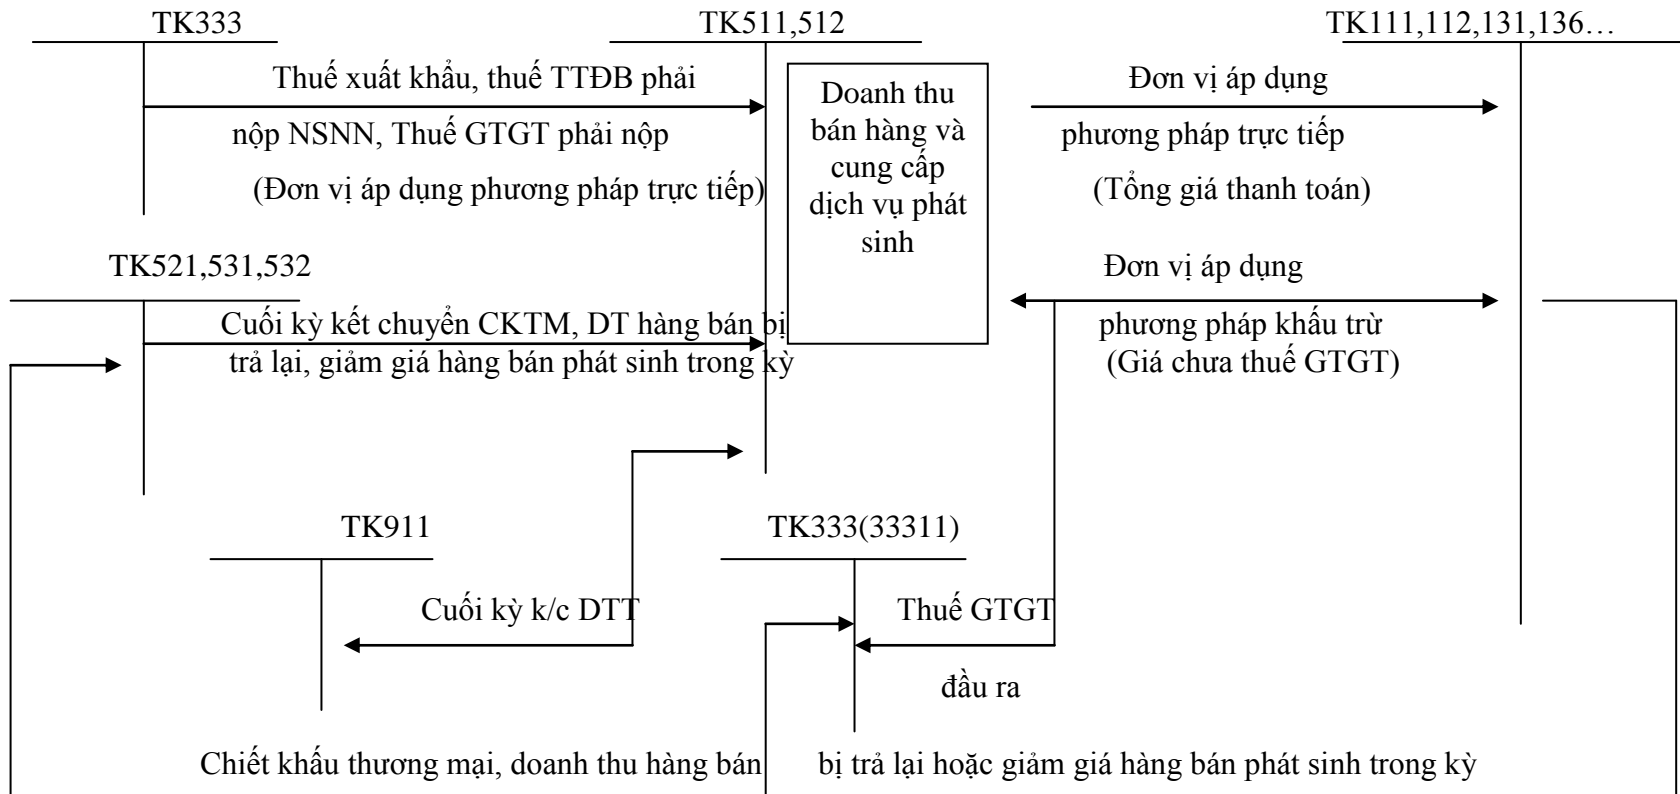 TK333
TK511,512
TK111,112,131,136…
Thuế xuất khẩu, thuế TTĐB phải
nộp NSNN, Thuế GTGT phải nộp
(Đơn vị áp dụng phương pháp trực tiếp)
Doanh thu
bán hàng và
cung cấp
dịch vụ phát
sinh
Đơn vị áp dụng
phương pháp trực tiếp
(Tổng giá thanh toán)
TK521,531,532
Cuối kỳ kết chuyển CKTM, DT hàng bán bị
trả lại, giảm giá hàng bán phát sinh trong kỳ
Đơn vị áp dụng
phương pháp khấu trừ
(Giá chưa thuế GTGT)
TK911
TK333(33311)
Cuối kỳ k/c DTT
Thuế GTGT
đầu ra
Chiết khấu thương mại, doanh thu hàng bán bị trả lại hoặc giảm giá hàng bán phát sinh trong kỳ